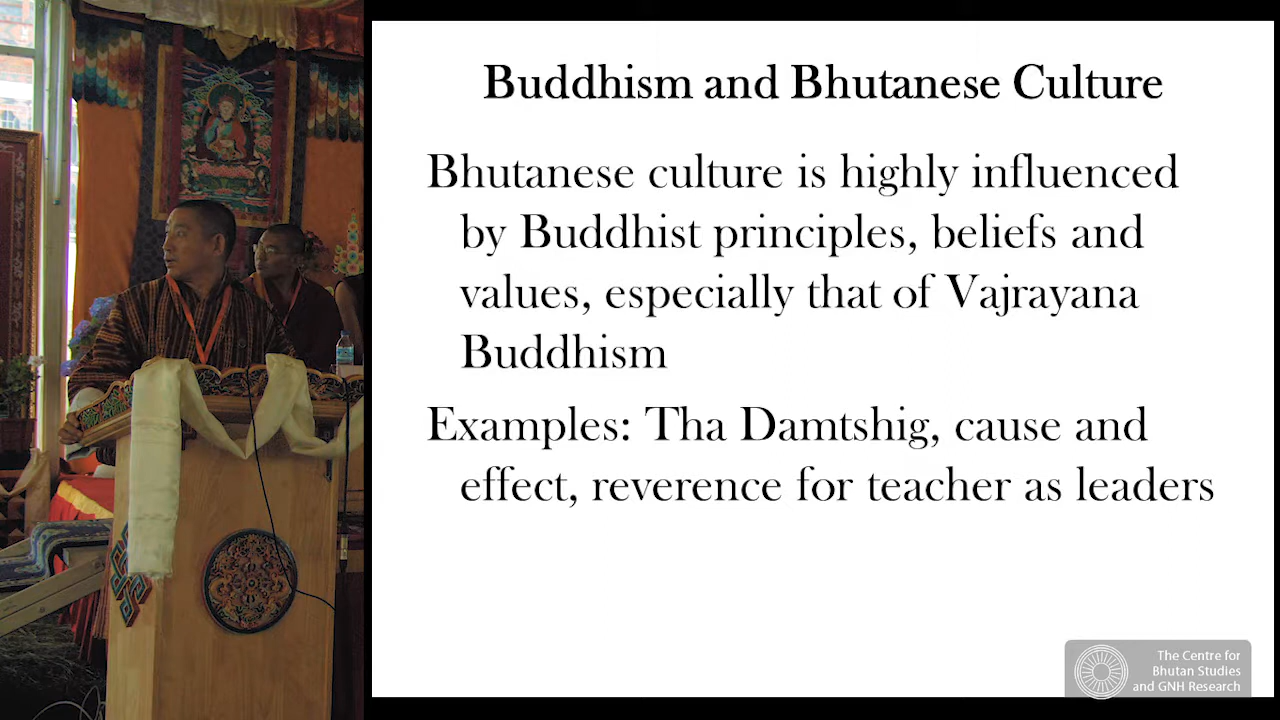 Buddhism and Bhutanese Culture
Bhutanese culture is highly influenced
by Buddhist principles, beliefs and
values, especially that of Vajrayana
Buddhism
Examples: Tha Damtshig, cause and
effect, reverence for teacher as leaders
The Centre for
Bhutan Studies
and GNH Research